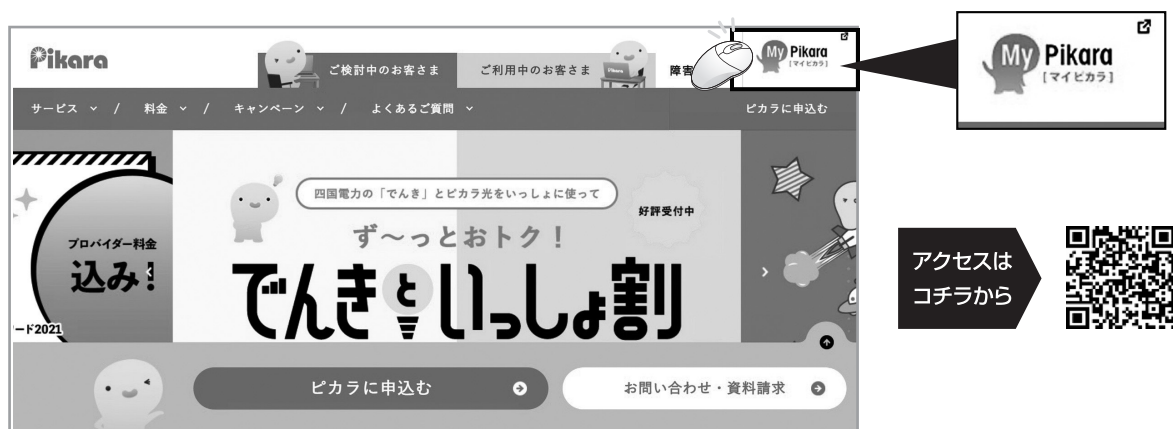 Pikara
ご検討中のお客さま
ご利用中のお客さま
Pikara
障害
My Pikara
[マイピカラ]
My Pikara
[マイピカラ]
サービス / 料金 / キャンペーン / よくあるご質問
ピカラに申込む
プロバイダー料金
込み!
ード2021
四国電力の「でんき」とピカラ光をいっしょに使って
ず〜っとおトク!
でんきといっしょ割
好評受付中
ピカラに申込む
お問い合わせ・資料請求
アクセスは
コチラから